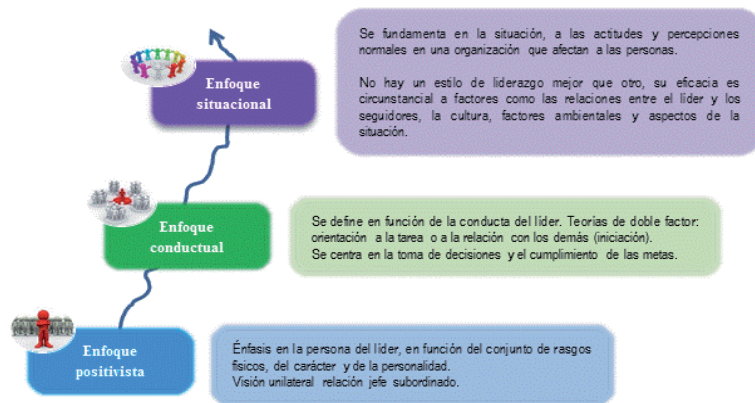 Enfoque
situacional
Se fundamenta en la situación, a las actitudes y percepciones
normales en una organización que afectan a las personas.
No hay un estilo de liderazgo mejor que otro, su eficacia es
circunstancial a factores como las relaciones entre el líder y los
seguidores, la cultura, factores ambientales y aspectos de la
situación.
Enfoque
conductual
Se define en función de la conducta del líder. Teorías de doble factor:
orientación a la tarea o a la relación con los demás (iniciación).
Se centra en la toma de decisiones y el cumplimiento de las metas.
Enfoque
positivista
Énfasis en la persona del líder, en función del conjunto de rasgos
físicos, del carácter y de la personalidad.
Visión unilateral relación jefe subordinado.